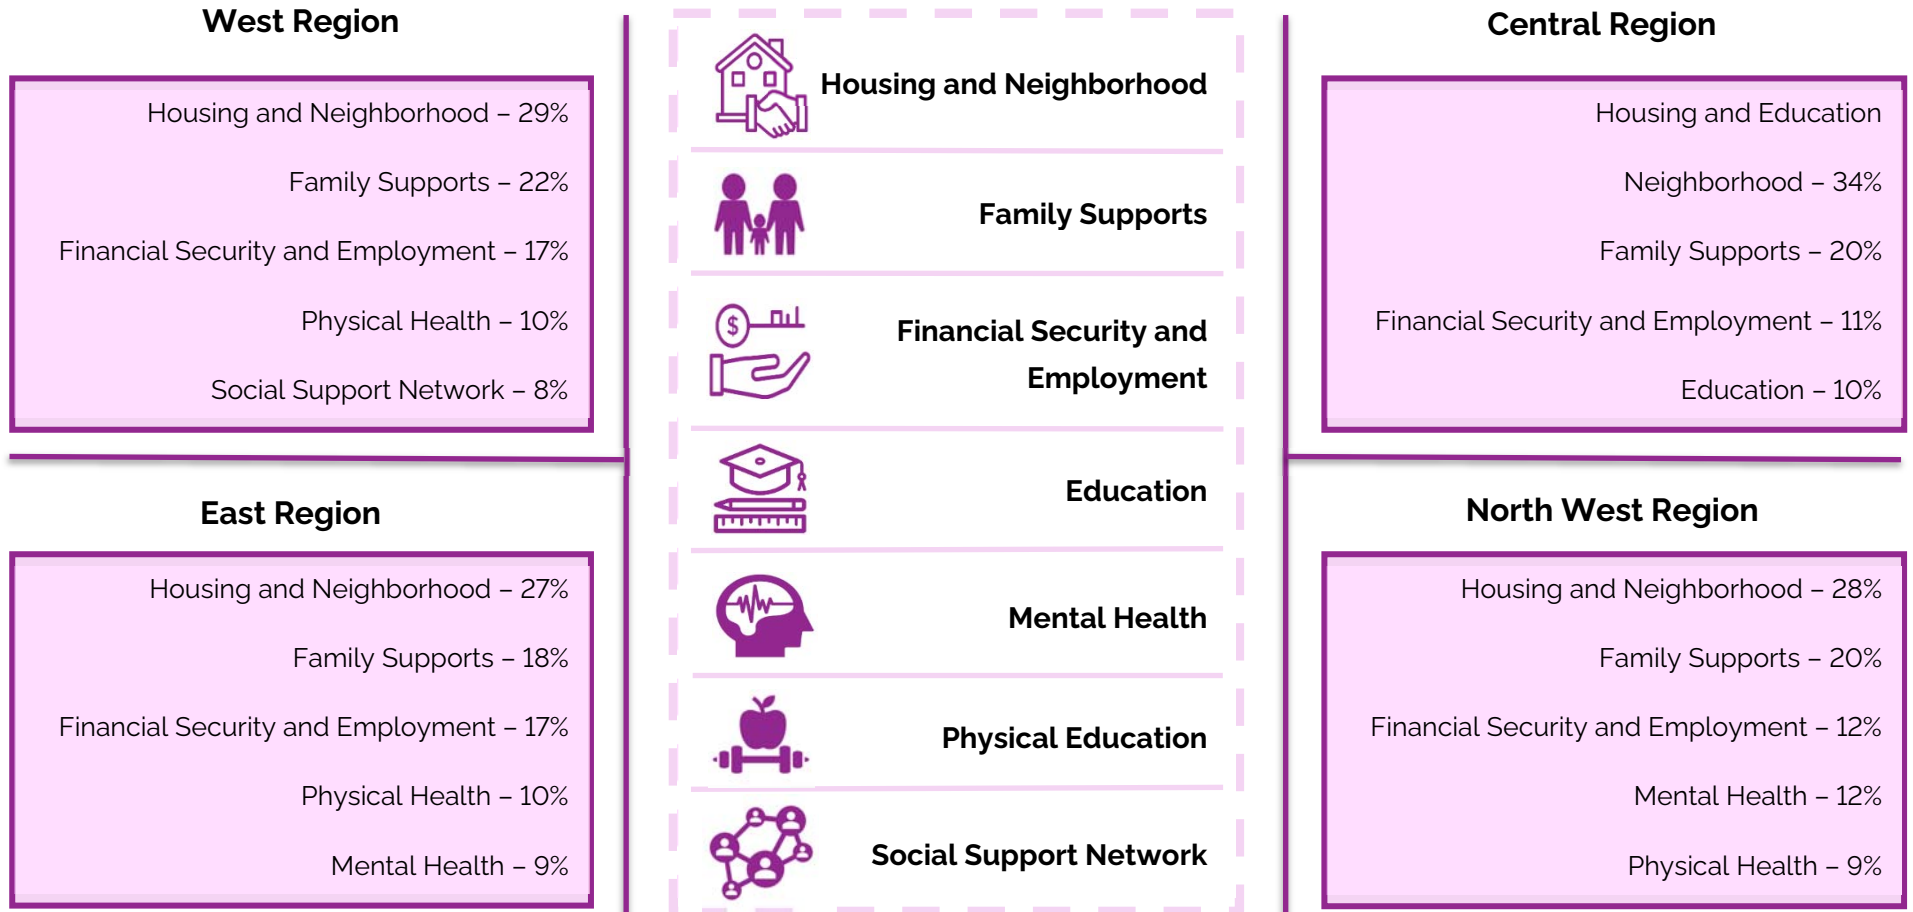 West Region
Housing and Neighborhood – 29%
Family Supports – 22%
Financial Security and Employment – 17%
Physical Health – 10%
Social Support Network – 8%
East Region
Housing and Neighborhood – 27%
Family Supports – 18%
Financial Security and Employment – 17%
Physical Health – 10%
Mental Health – 9%
Housing and Neighborhood
Family Supports
Financial Security and
Employment
Education
Mental Health
Physical Education
Social Support Network
Central Region
Housing and Education
Neighborhood – 34%
Family Supports – 20%
Financial Security and Employment – 11%
Education – 10%
North West Region
Housing and Neighborhood – 28%
Family Supports – 20%
Financial Security and Employment – 12%
Mental Health – 12%
Physical Health – 9%